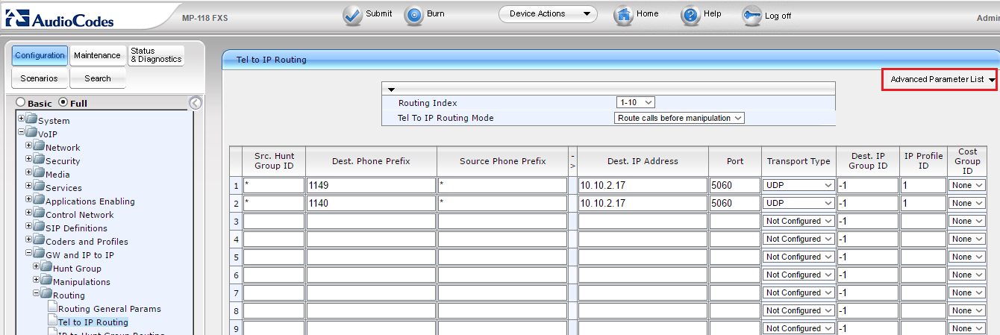 AudioCodes
MP-118 FXS
Submit
Burn
Device Actions
Home
Help
Log off
Admin
Configuration
Maintenance
Status
& Diagnostics
Scenarios
Search
Basic Full
System
VoIP
Network
Security
Media
Services
Applications Enabling
Control Network
SIP Definitions
Coders and Profiles
GW and IP to IP
Hunt Group
Manipulations
Routing
Routing General Params
Tel to IP Routing
IP to Hunt Group Routing
Tel to IP Routing
Advanced Parameter List
Routing Index 1-10
Tel To IP Routing Mode Route calls before manipulation
Src. Hunt Group ID Dest. Phone Prefix Source Phone Prefix -> Dest. IP Address Port Transport Type Dest. IP Group ID IP Profile ID Cost Group ID
1 * 1149 * 10.10.2.17 5060 UDP -1 1 None
2 * 1140 * 10.10.2.17 5060 UDP -1 1 None
3 Not Configured -1 None
4 Not Configured -1 None
5 Not Configured -1 None
6 Not Configured -1 None
7 Not Configured -1 None
8 Not Configured -1 None
9 Not Configured -1 None